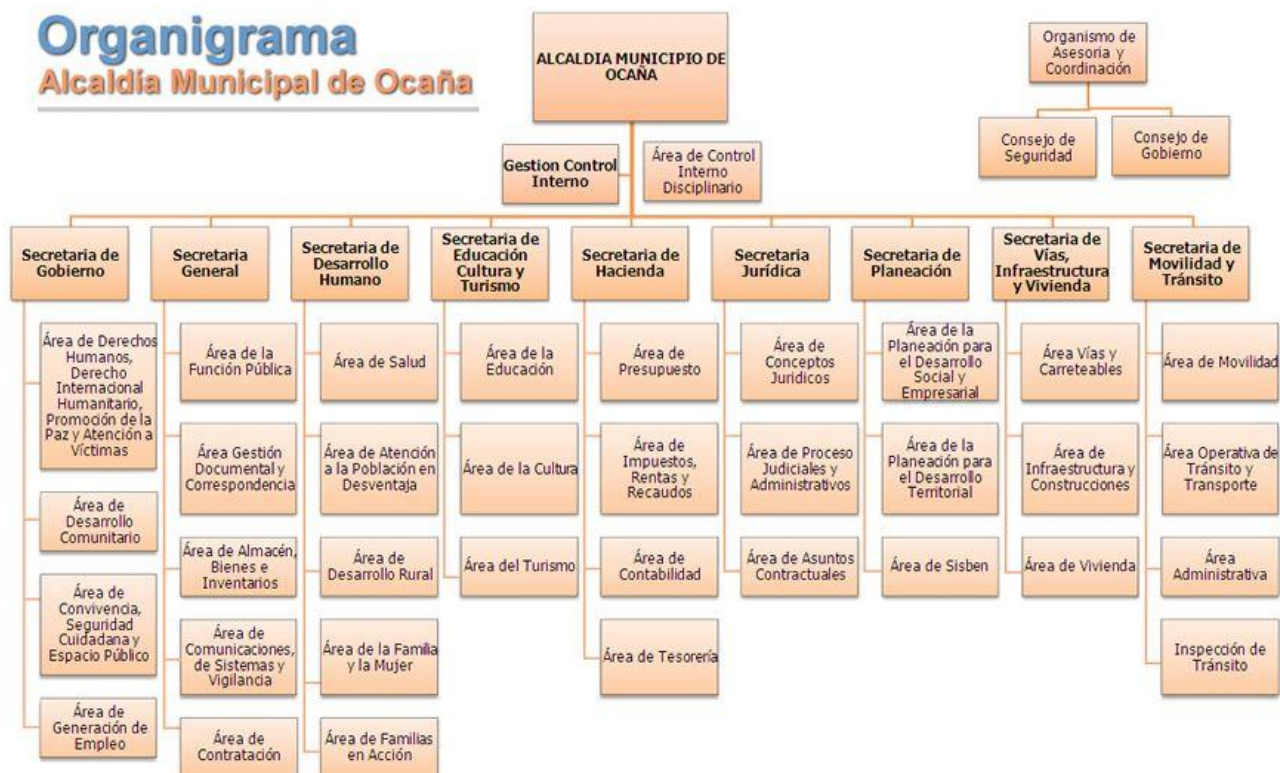 Organigrama
Alcaldía Municipal de Ocaña
ALCALDIA MUNICIPIO DE
OCAÑA
Organismo de
Asesoria y
Coordinación
Consejo de
Seguridad
Consejo de
Gobierno
Gestion Control
Interno
Área de Control
Interno
Disciplinario
Secretaria de
Gobierno
Área de Derechos
Humanos,
Derecho
Internacional
Humanitario,
Promoción de la
Paz y Atención a
Víctimas
Área de
Desarrollo
Comunitario
Área de
Convivencia,
Seguridad
Cuidadana y
Espacio Público
Área de
Generación de
Empleo
Secretaria
General
Área de la
Función Pública
Área Gestión
Documental y
Correspondencia
Área de Almacén,
Bienes e
Inventarios
Área de
Comunicaciones,
de Sistemas y
Vigilancia
Área de
Contratación
Secretaria de
Desarrollo
Humano
Área de Salud
Área de Atención
a la Población en
Desventaja
Área de
Desarrollo Rural
Área de la Familia
y la Mujer
Área de Familias
en Acción
Secretaria de
Educación
Cultura y
Turismo
Área de la
Educación
Área de la Cultura
Área del Turismo
Secretaria de
Hacienda
Área de
Presupuesto
Área de
Impuestos,
Rentas y
Recaudos
Área de
Contabilidad
Área de Tesorería
Secretaria
Jurídica
Área de
Conceptos
Juridicos
Área de Proceso
Judiciales y
Administrativos
Área de Asuntos
Contractuales
Secretaria de
Planeación
Área de la
Planeación para
el Desarrollo
Social y
Empresarial
Área de la
Planeación para
el Desarrollo
Territorial
Área de Sisben
Secretaria de
Vías,
Infraestructura
y Vivienda
Área Vías y
Carreteables
Área de
Infraestructura y
Construcciones
Área de Vivienda
Secretaria de
Movilidad y
Tránsito
Área de Movilidad
Área Operativa de
Tránsito y
Transporte
Área
Administrativa
Inspección de
Tránsito